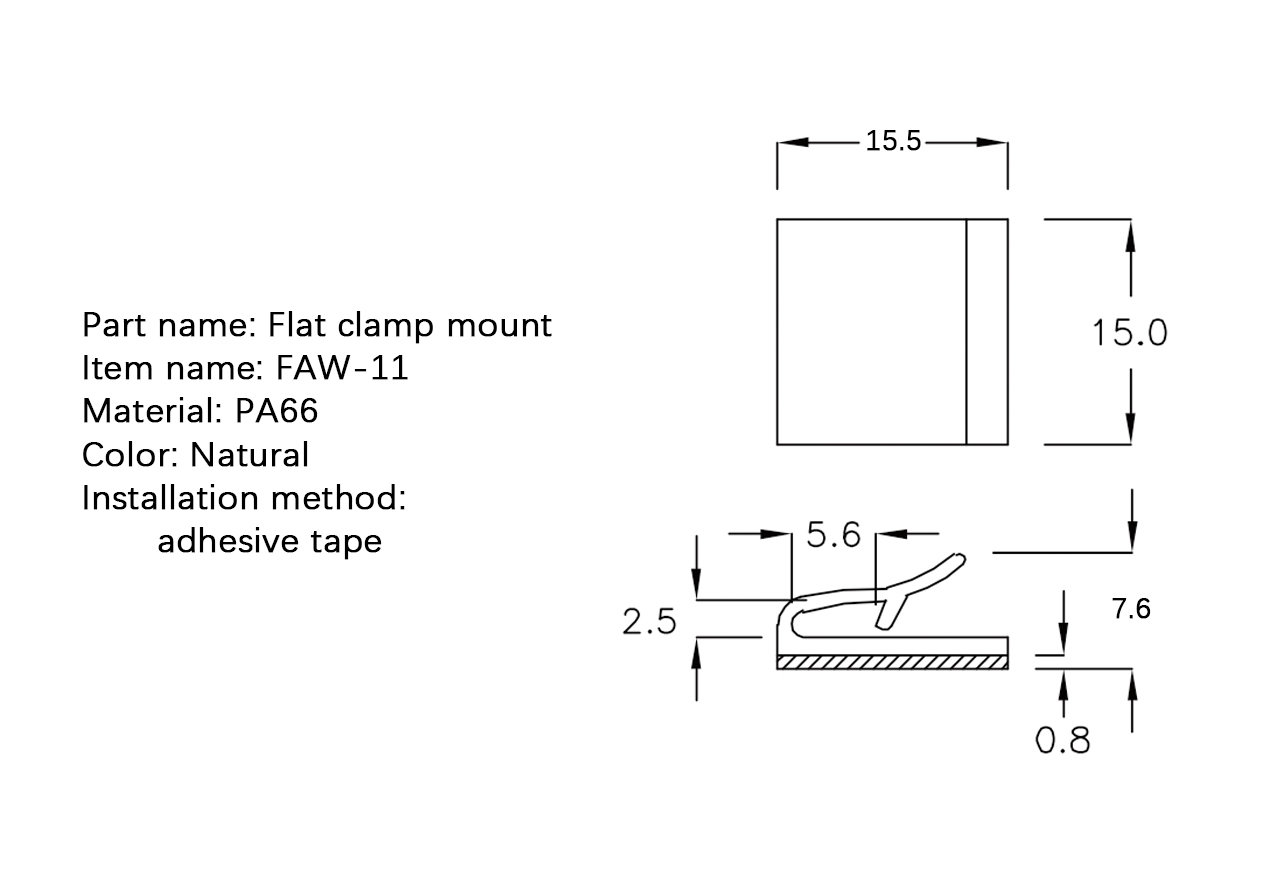 Part name: Flat clamp mount
Item name: FAW-11
Material: PA66
Color: Natural
Installation method:
adhesive tape
15.5
15.0
5.6
2.5
7.6
0.8